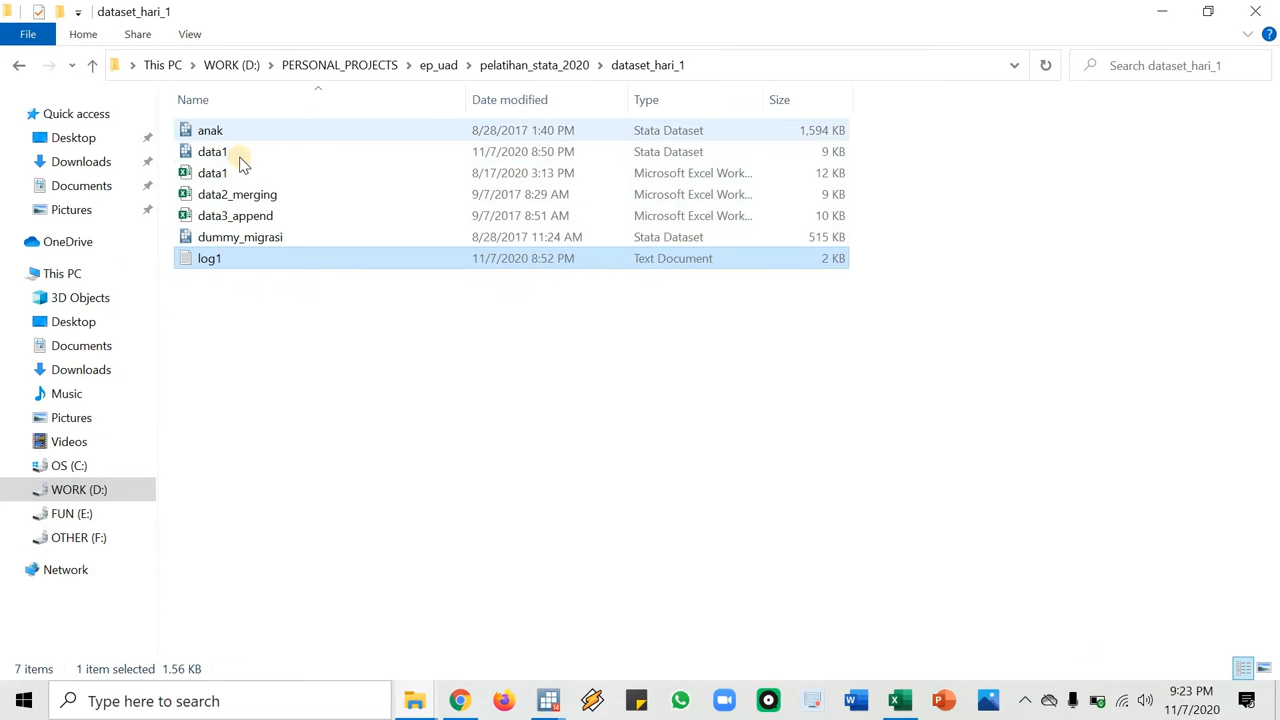 dataset_hari_1
File Home Share View
This PC WORK (D:) PERSONAL_PROJECTS ep_uad pelatihan_stata_2020 dataset_hari_1 Search dataset_hari_1
Name Date modified Type Size
anak 8/28/2017 1:40 PM Stata Dataset 1,594 KB
data1 11/7/2020 8:50 PM Stata Dataset 9 KB
data1 8/17/2020 3:13 PM Microsoft Excel Work... 12 KB
data2_merging 9/7/2017 8:29 AM Microsoft Excel Work... 9 KB
data3_append 9/7/2017 8:51 AM Microsoft Excel Work... 10 KB
dummy_migrasi 8/28/2017 11:24 AM Stata Dataset 515 KB
log1 11/7/2020 8:52 PM Text Document 2 KB
Quick access
Desktop
Downloads
Documents
Pictures
OneDrive
This PC
3D Objects
Desktop
Documents
Downloads
Music
Pictures
Videos
OS (C:)
WORK (D:)
FUN (E:)
OTHER (F:)
Network
7 items 1 item selected 1.56 KB
Type here to search
9:23 PM
11/7/2020